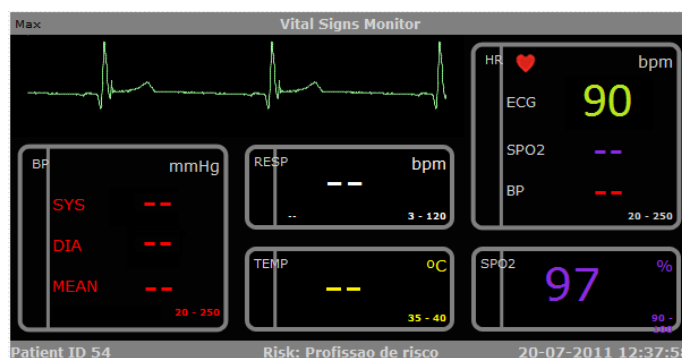 Max
Vital Signs Monitor
HR
bpm
ECG
90
SPO2
--
BP
--
20 - 250
BP
mmHg
SYS
--
DIA
--
MEAN
--
20 - 250
RESP
bpm
--
--
3 - 120
TEMP
ºC
--
35 - 40
SPO2
%
97
90 -
Patient ID 54
Risk: Profissao de risco
20-07-2011 12:37:5